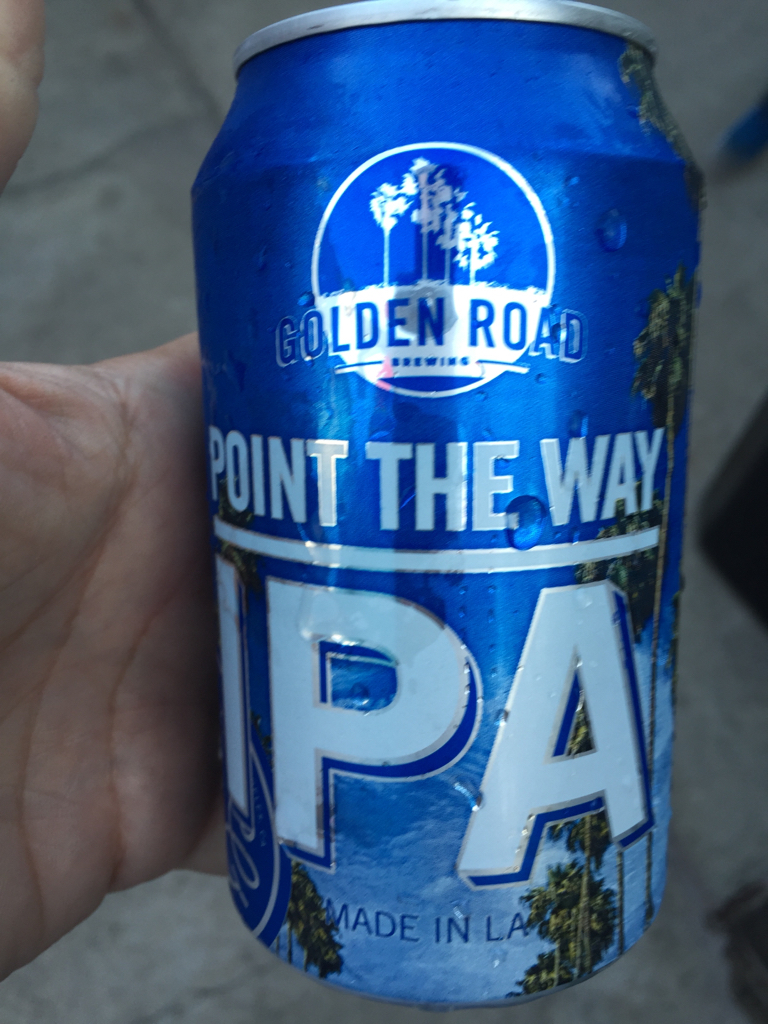 GOLDEN ROAD
BREWING
POINT THE WAY
IPA
MADE IN LA